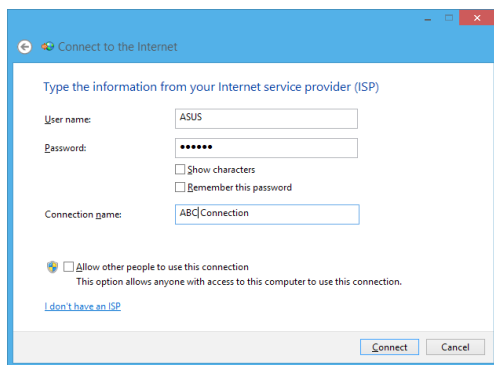 Connect to the Internet
Type the information from your Internet service provider (ISP)
User name: ASUS
Password: ••••••
Show characters
Remember this password
Connection name: ABC Connection
Allow other people to use this connection
This option allows anyone with access to this computer to use this connection.
I don't have an ISP
Connect Cancel